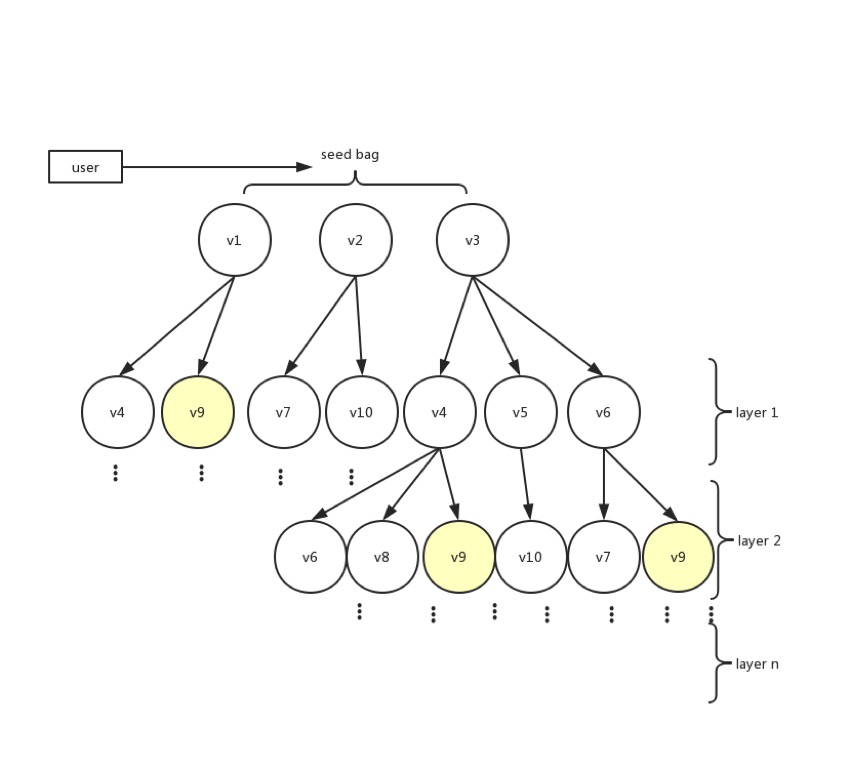 seed bag
user
v1 v2 v3
v4 v9 v7 v10 v4 v5 v6 layer 1
v6 v8 v9 v10 v7 v9 layer 2
layer n